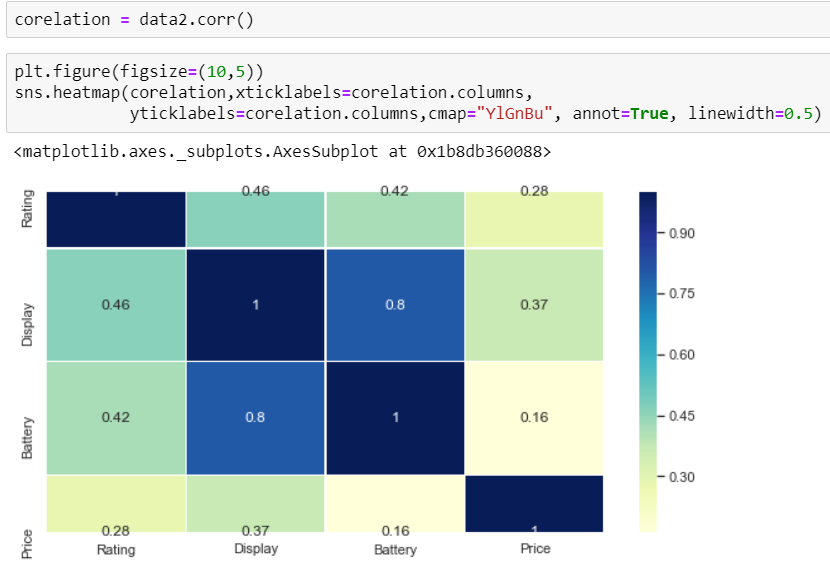 corelation = data2.corr()
plt.figure(figsize=(10,5))
sns.heatmap(corelation,xticklabels=corelation.columns,
yticklabels=corelation.columns,cmap="YlGnBu", annot=True, linewidth=0.5)
<matplotlib.axes._subplots.AxesSubplot at 0x1b8db360088>
Rating 1 0.46 0.42 0.28
0.90
Display 0.46 1 0.8 0.37
0.75
0.60
Battery 0.42 0.8 1 0.16
0.45
0.30
Price 0.28 0.37 0.16 1
Rating Display Battery Price